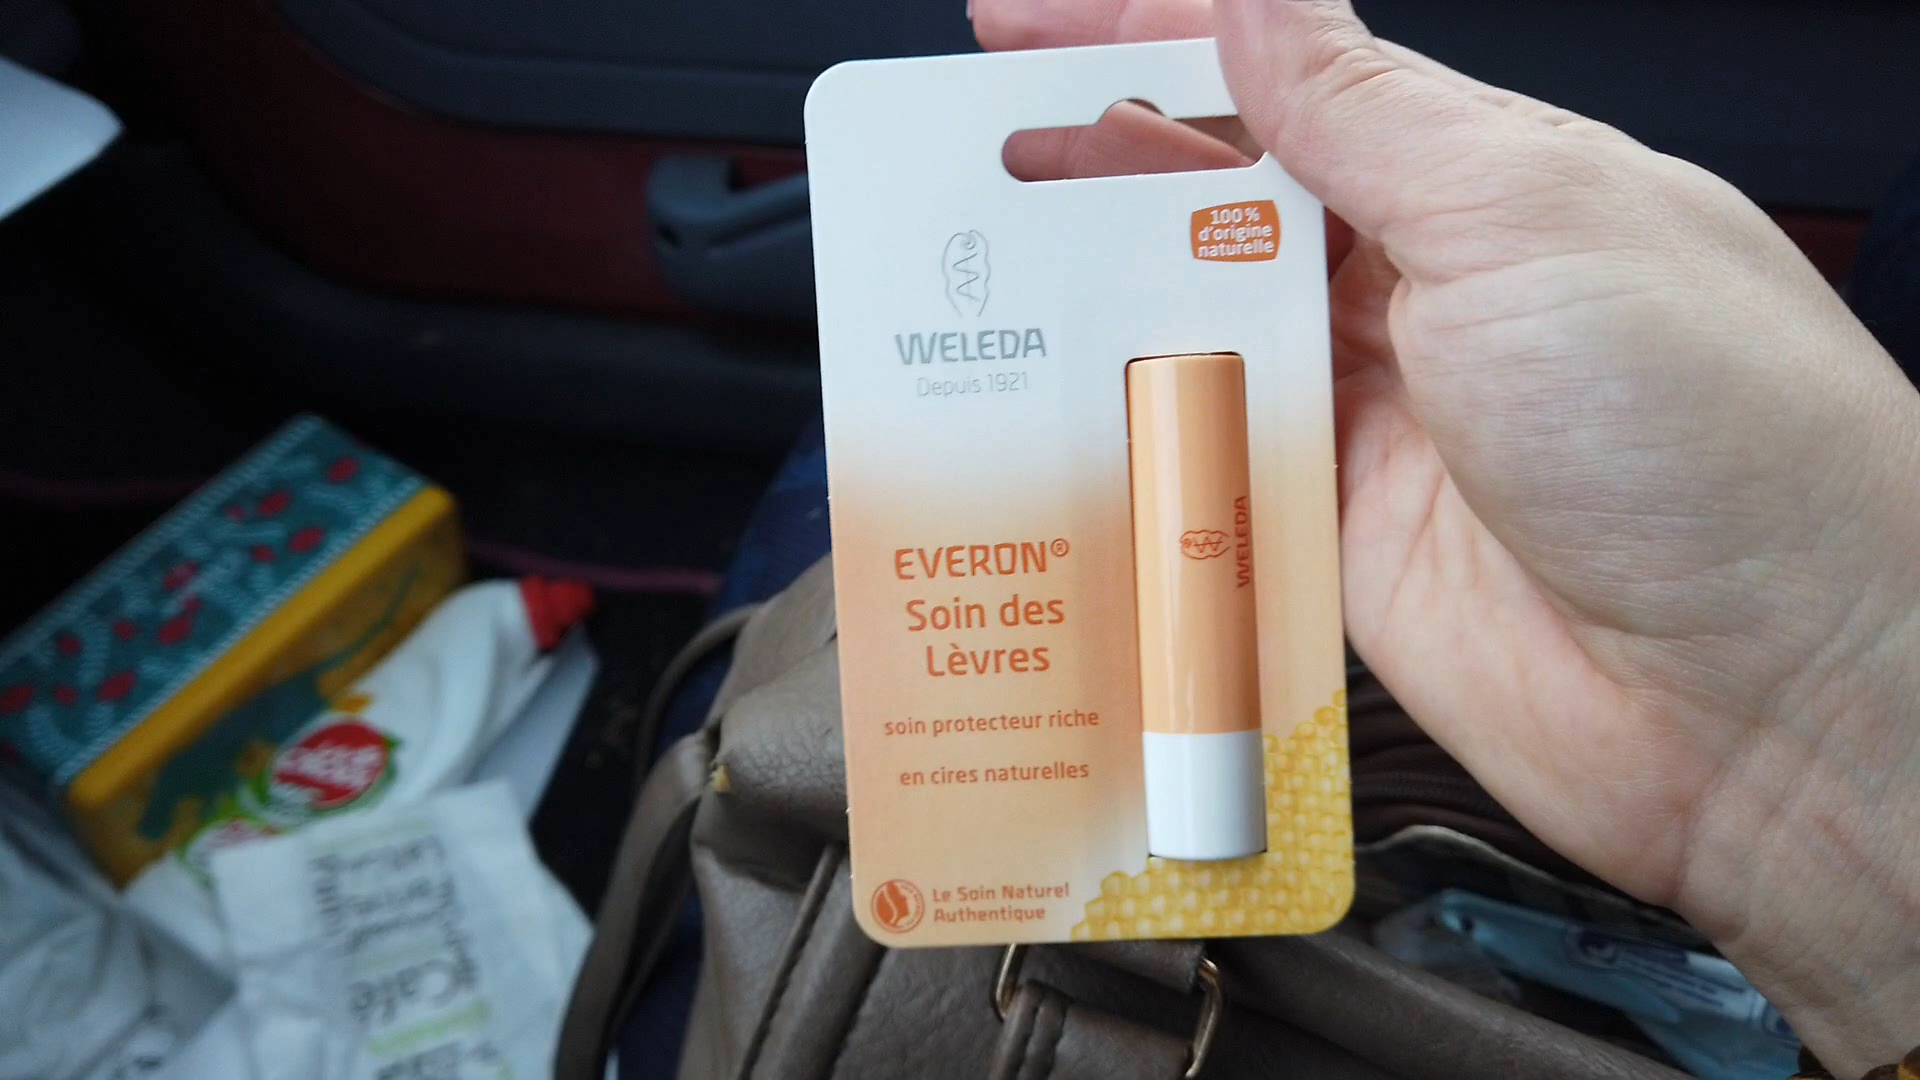 100 %
d'origine
naturelle
WELEDA
Depuis 1921
EVERON®
Soin des
Lèvres
soin protecteur riche
en cires naturelles
WELEDA
Le Soin Naturel
Authentique
Café